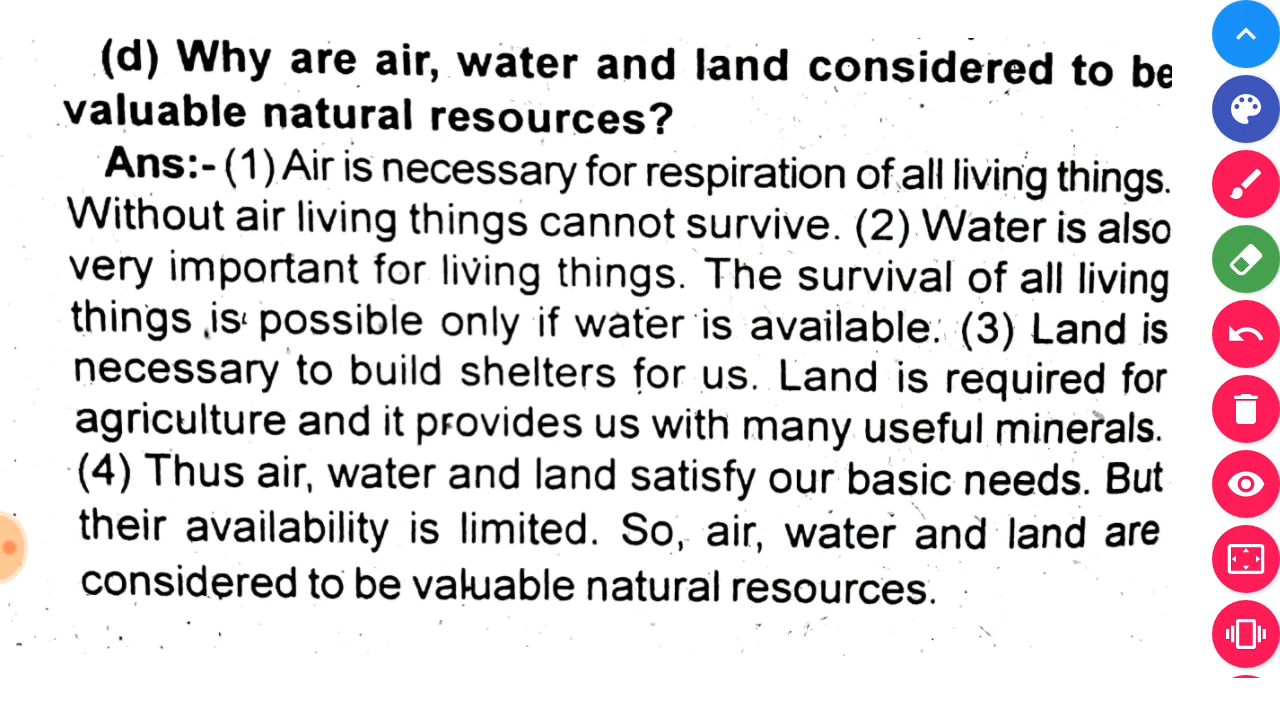 (d) Why are air, water and land considered to be
valuable natural resources?
Ans:- (1) Air is necessary for respiration of all living things.
Without air living things cannot survive. (2) Water is also
very important for living things. The survival of all living
things is possible only if water is available. (3) Land is
necessary to build shelters for us. Land is required for
agriculture and it provides us with many useful minerals.
(4) Thus air, water and land satisfy our basic needs. But
their availability is limited. So, air, water and land are
considered to be valuable natural resources.